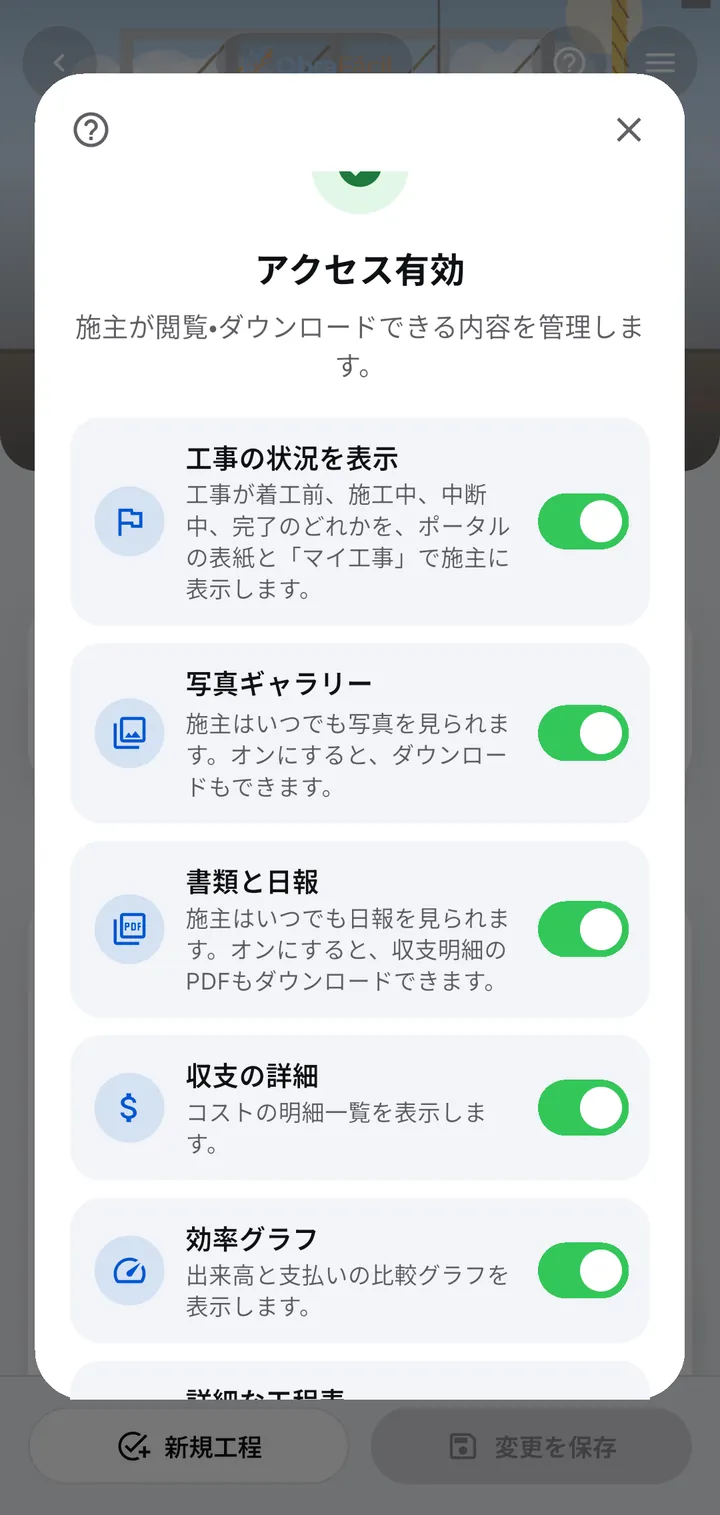 アクセス有効
施主が閲覧•ダウンロードできる内容を管理しま
す。
工事の状況を表示
工事が着工前、施工中、中断
中、完了のどれかを、ポータル
の表紙と「マイ工事」で施主に
表示します。
写真ギャラリー
施主はいつでも写真を見られま
す。オンにすると、ダウンロー
ドもできます。
書類と日報
PDF
施主はいつでも日報を見られま
す。オンにすると、収支明細の
PDFもダウンロードできます。
収支の詳細
コストの明細一覧を表示しま
す。
効率グラフ
出来高と支払いの比較グラフを
表示します。
詳細な工程表
新規工程
変更を保存